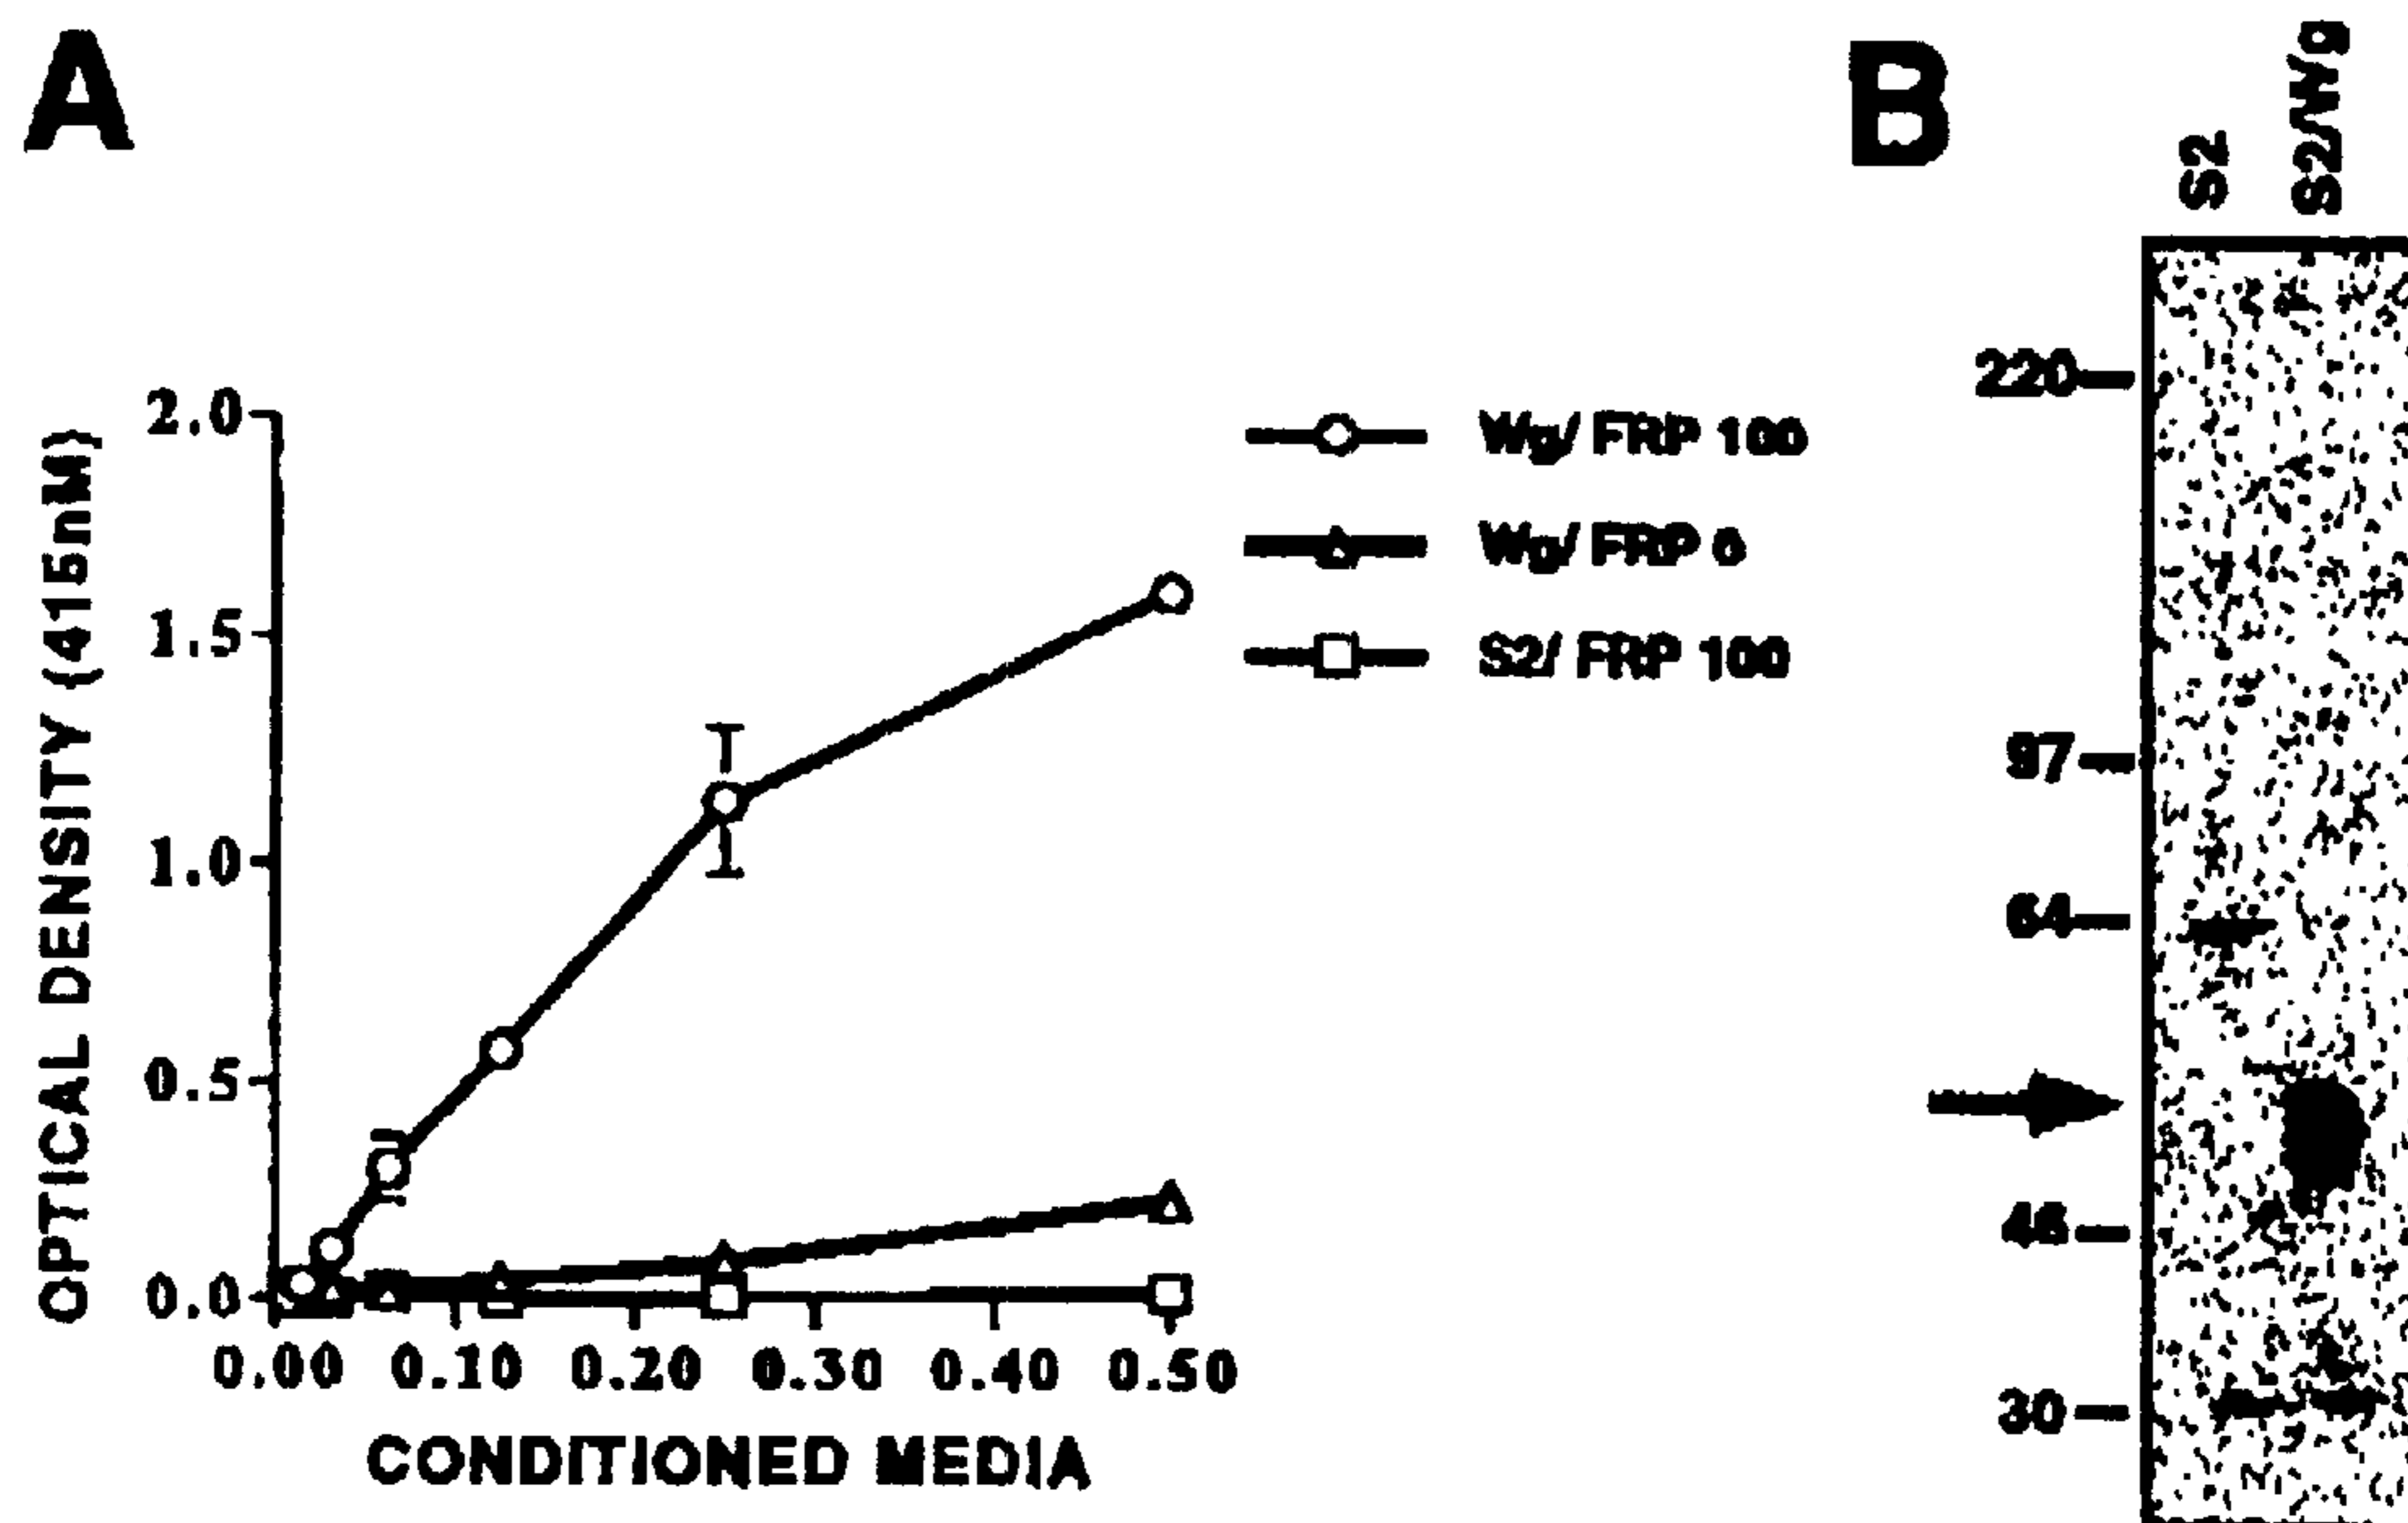 A
OPTICAL DENSITY (415nM)
2.0
1.5
1.0
0.5
0.0
0.00 0.10 0.20 0.30 0.40 0.50
CONDITIONED MEDIA
Wg/ FRP 100
Wg/ FRP 0
S2/ FRP 100
B
S2
S2/Wg
220
97
64
46
30